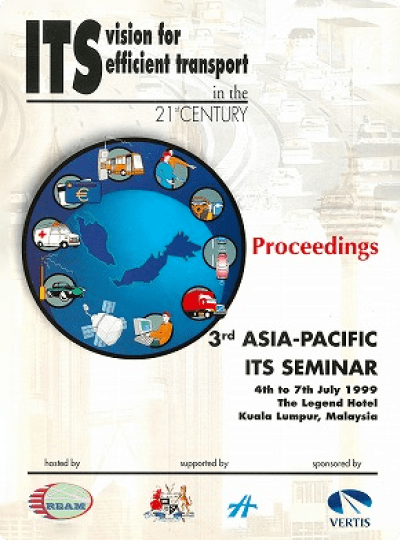 ITS vision for
efficient transport
in the
21st CENTURY
Proceedings
3rd ASIA-PACIFIC
ITS SEMINAR
4th to 7th July 1999
The Legend Hotel
Kuala Lumpur, Malaysia
hosted by
supported by
sponsored by
REAM
VERTIS